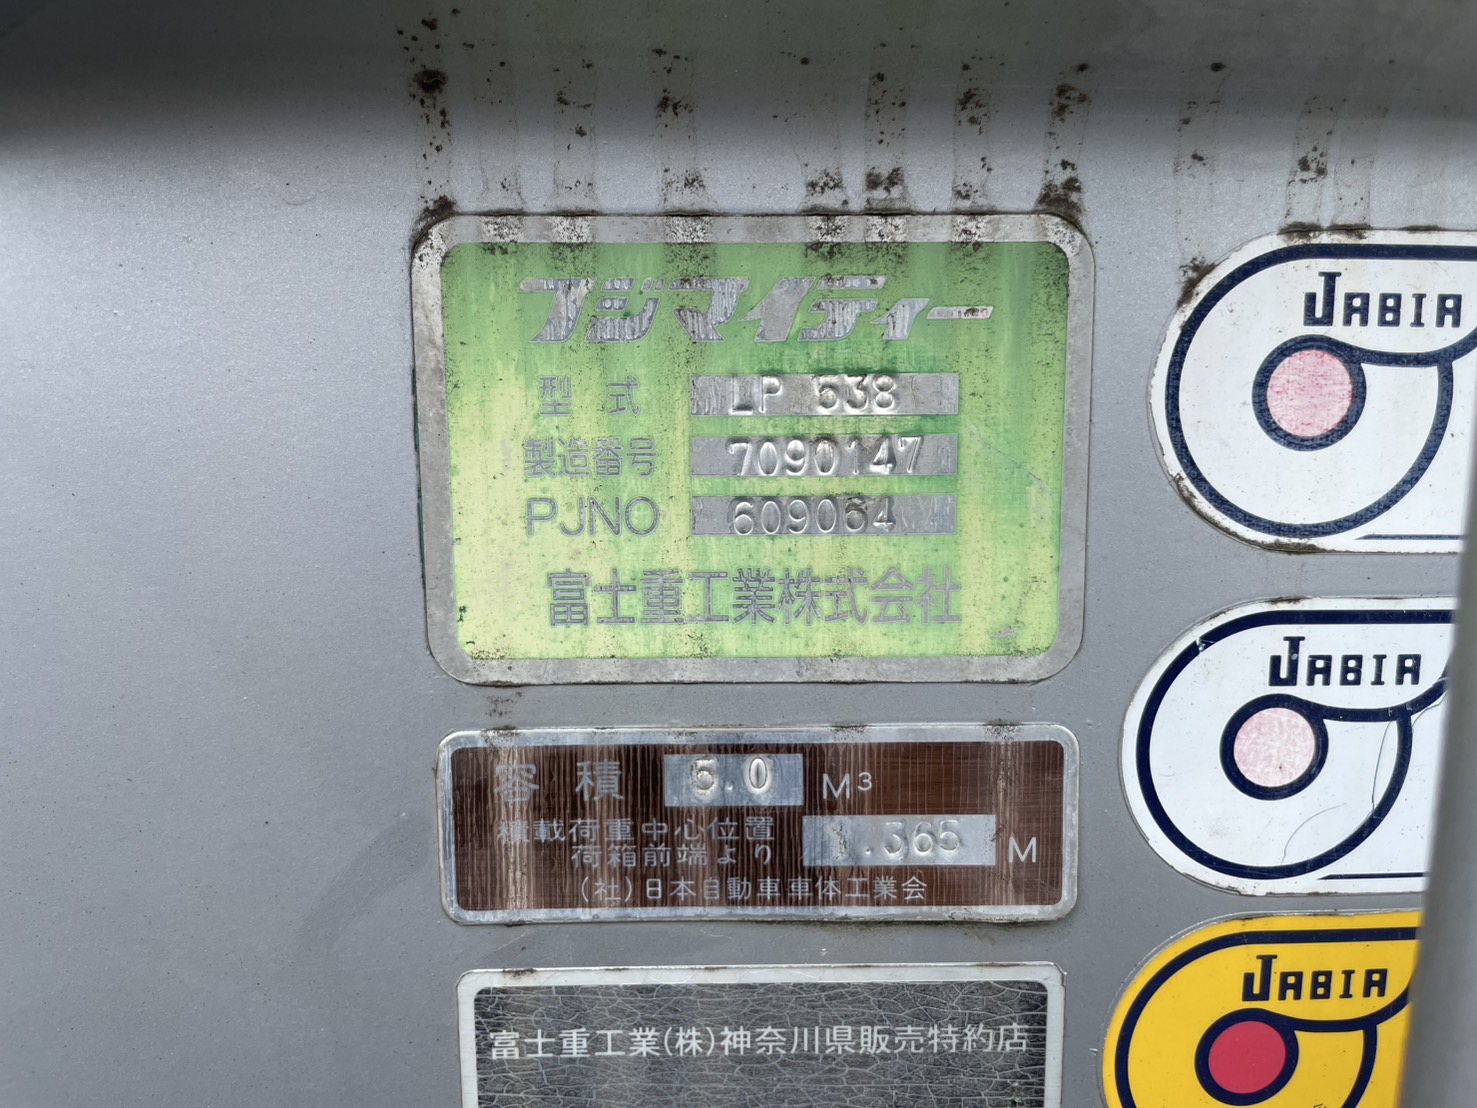 フジマイティー
型式 LP 538
製造番号 7090147
PJNO 609064
富士重工業株式会社
容積 5.0 M³
積載荷重中心位置
荷箱前端より 1.365 M
(社)日本自動車車体工業会
富士重工業(株)神奈川県販売特約店
JABIA
JABIA
JABIA